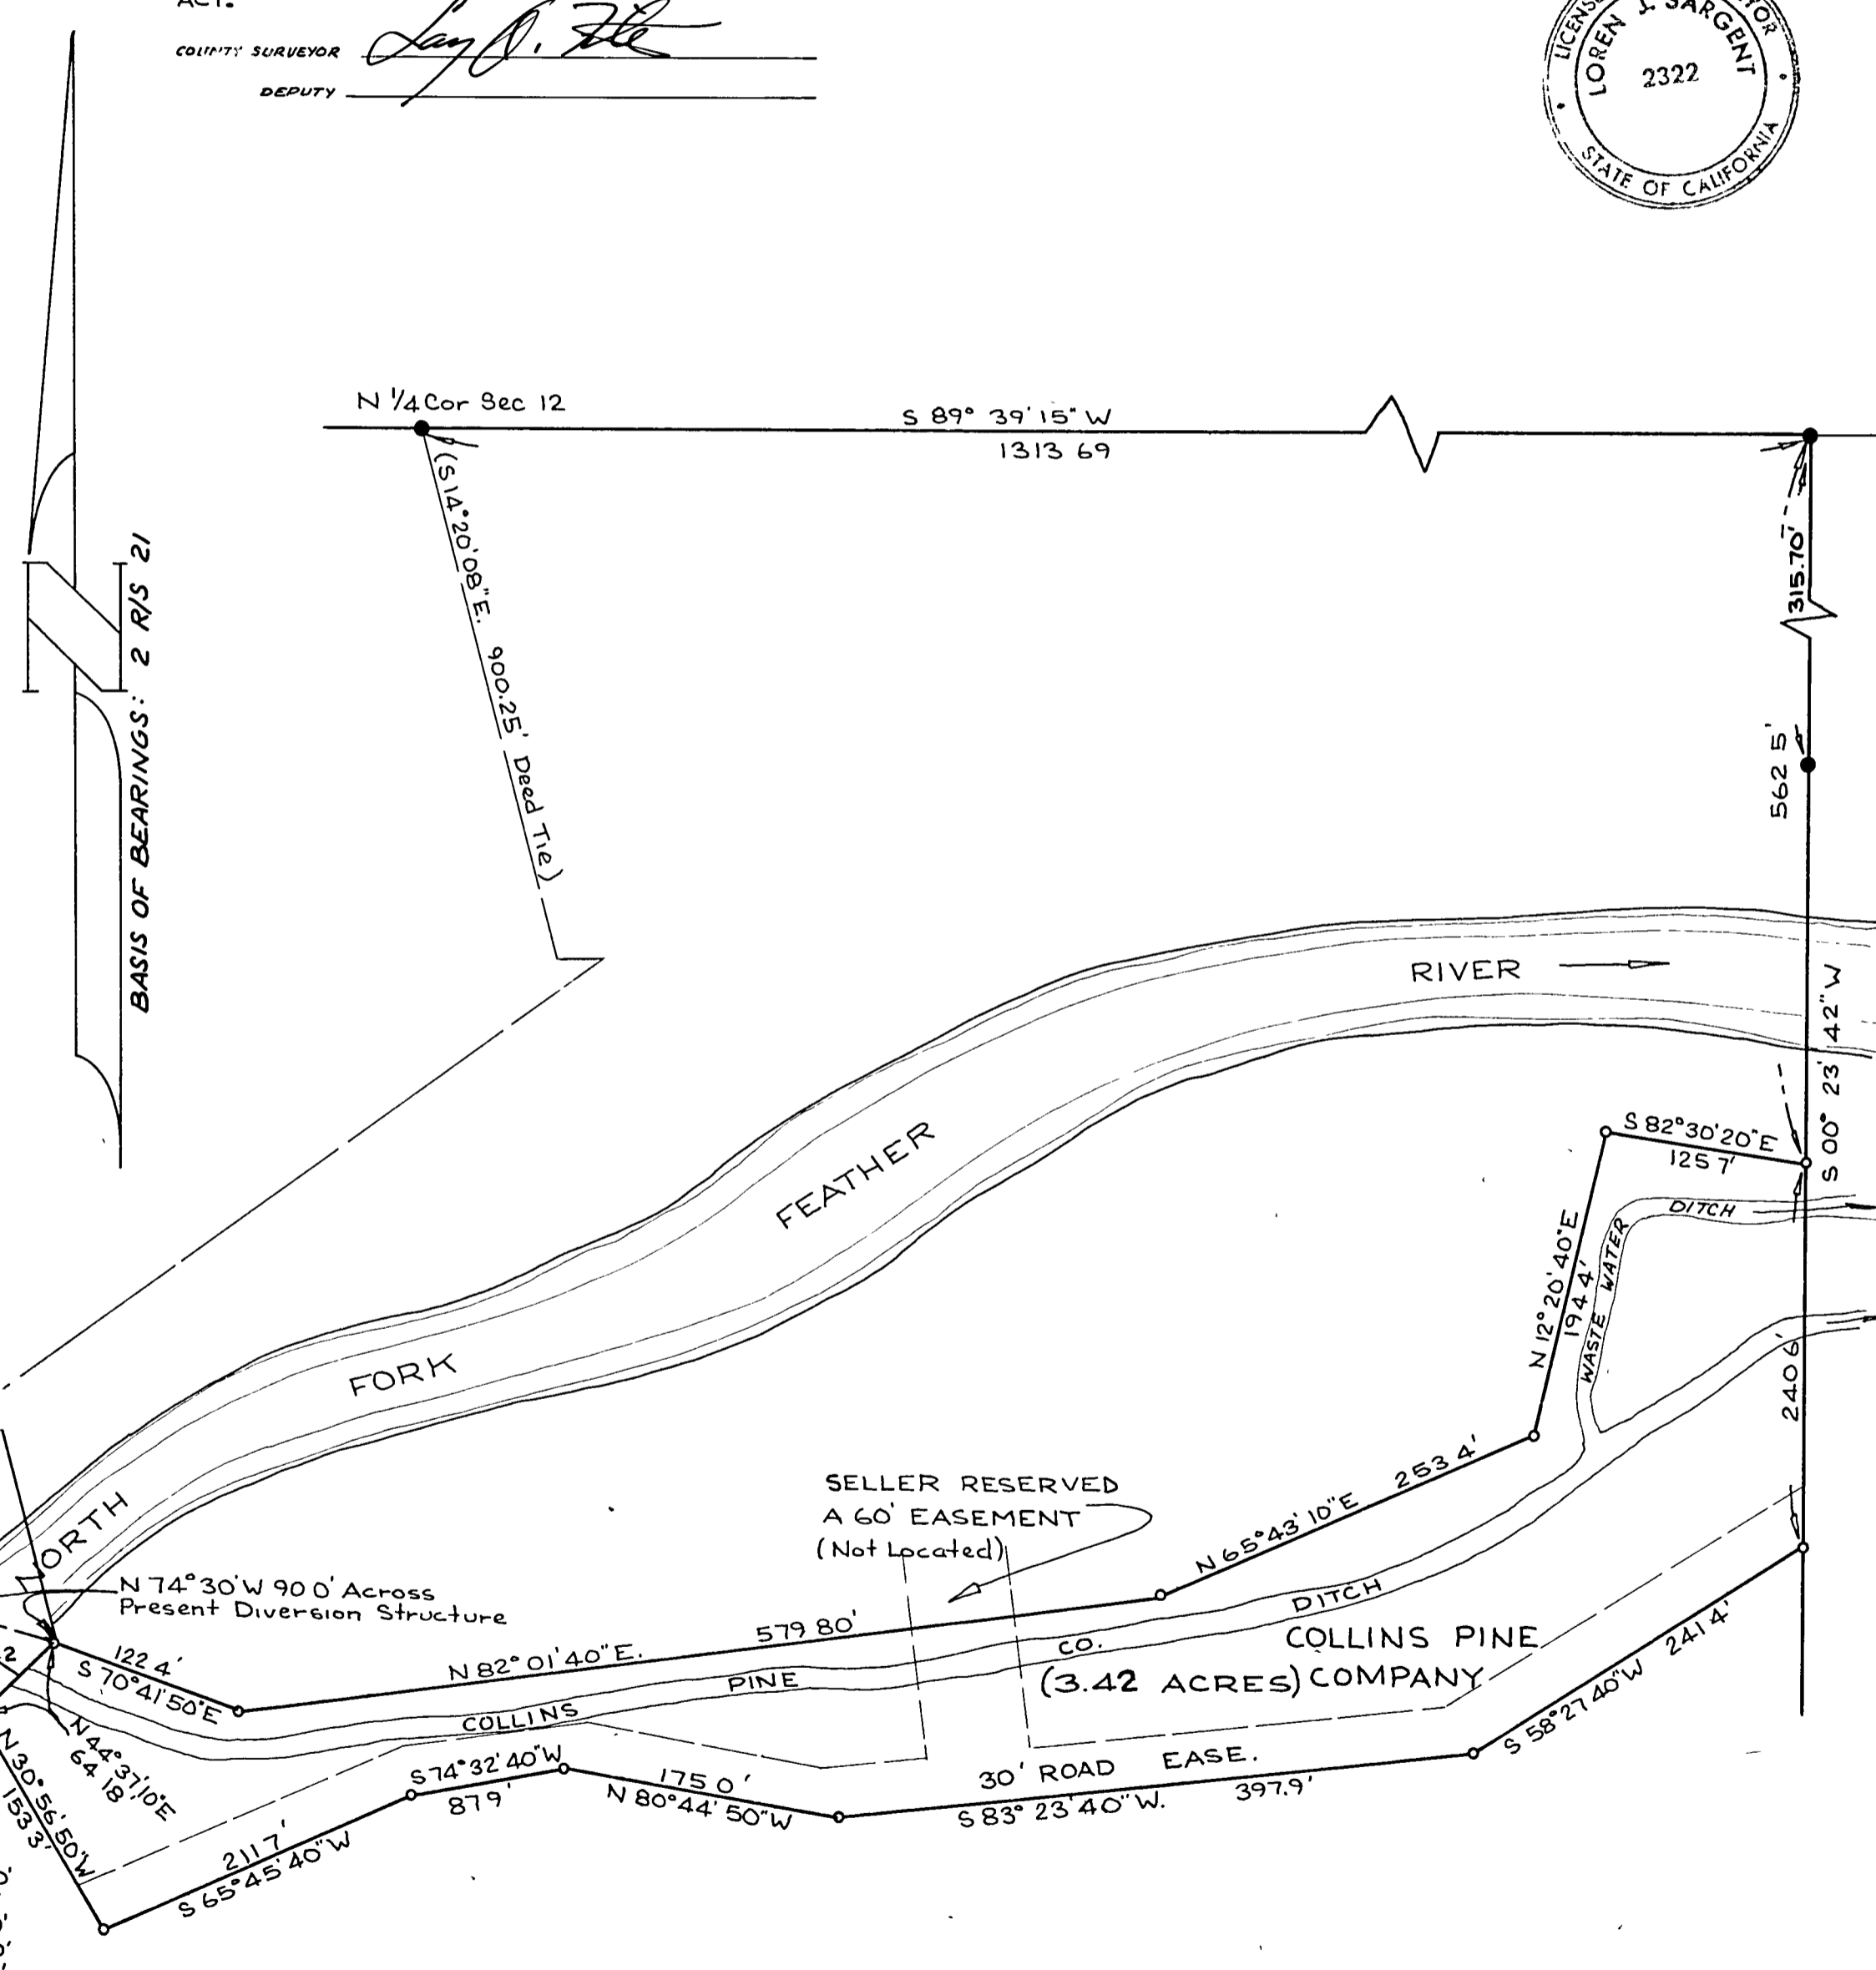 ACT.
COUNTY SURVEYOR
DEPUTY
LOREN J. SARGENT
2322
STATE OF CALIFORNIA
N 1/4 Cor Sec 12
S 89° 39' 15" W
1313 69
(S 14° 20' 08" E. 900.25' Deed Tie)
315.70'
562 5'
S 00° 23' 42" W
BASIS OF BEARINGS: 2 R/S 21
N
RIVER
FEATHER
FORK
NORTH
S 82° 30' 20" E
125 7'
DITCH
WASTE WATER
N 12° 20' 40" E
194 4'
240 6'
SELLER RESERVED
A 60' EASEMENT
(Not Located)
N 65° 43' 10" E 253 4'
N 74° 30' W 90 0' Across
Present Diversion Structure
122 4'
S 70° 41' 50" E
N 82° 01' 40" E. 579 80'
COLLINS PINE CO. DITCH
COLLINS PINE
(3.42 ACRES) COMPANY
S 58° 27 40" W 241 4'
30' ROAD EASE.
S 83° 23' 40" W. 397.9'
175 0'
N 80° 44' 50" W
S 74° 32' 40" W
87 9'
211 7'
S 65° 45' 40" W
N 44° 37' 10" E
64 18'
N 30° 56' 50" W
153 3'